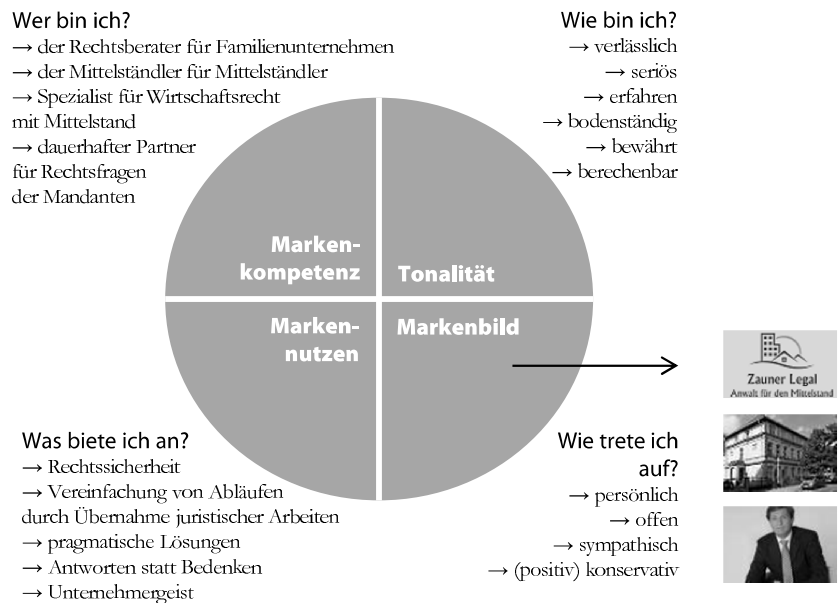 Wer bin ich?
→ der Rechtsberater für Familienunternehmen
→ der Mittelständler für Mittelständler
→ Spezialist für Wirtschaftsrecht
mit Mittelstand
→ dauerhafter Partner
für Rechtsfragen
der Mandanten
Wie bin ich?
→ verlässlich
→ seriös
→ erfahren
→ bodenständig
→ bewährt
→ berechenbar
Marken-
kompetenz
Tonalität
Marken-
nutzen
Markenbild
Was biete ich an?
→ Rechtssicherheit
→ Vereinfachung von Abläufen
durch Übernahme juristischer Arbeiten
→ pragmatische Lösungen
→ Antworten statt Bedenken
→ Unternehmergeist
Wie trete ich
auf?
→ persönlich
→ offen
→ sympathisch
→ (positiv) konservativ
Zauner Legal
Anwalt für den Mittelstand